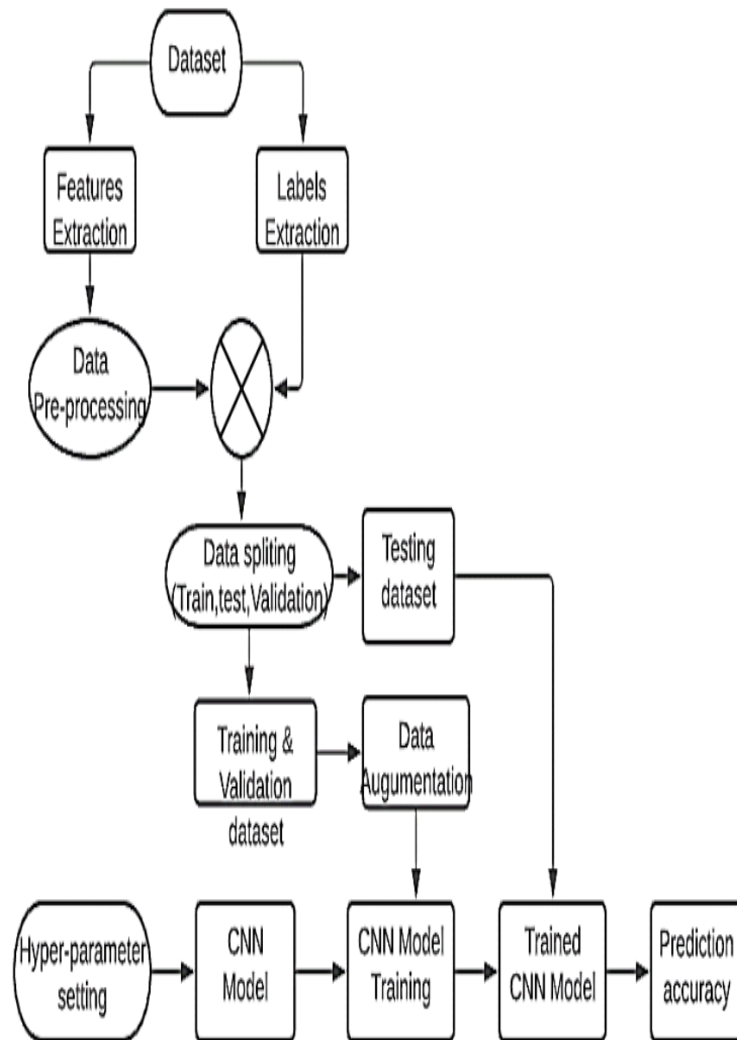 Dataset
Features
Extraction
Labels
Extraction
Data
Pre-processing
Data spliting
(Train,test,Validation)
Testing
dataset
Training &
Validation
dataset
Data
Augumentation
Hyper-parameter
setting
CNN
Model
CNN Model
Training
Trained
CNN Model
Prediction
accuracy